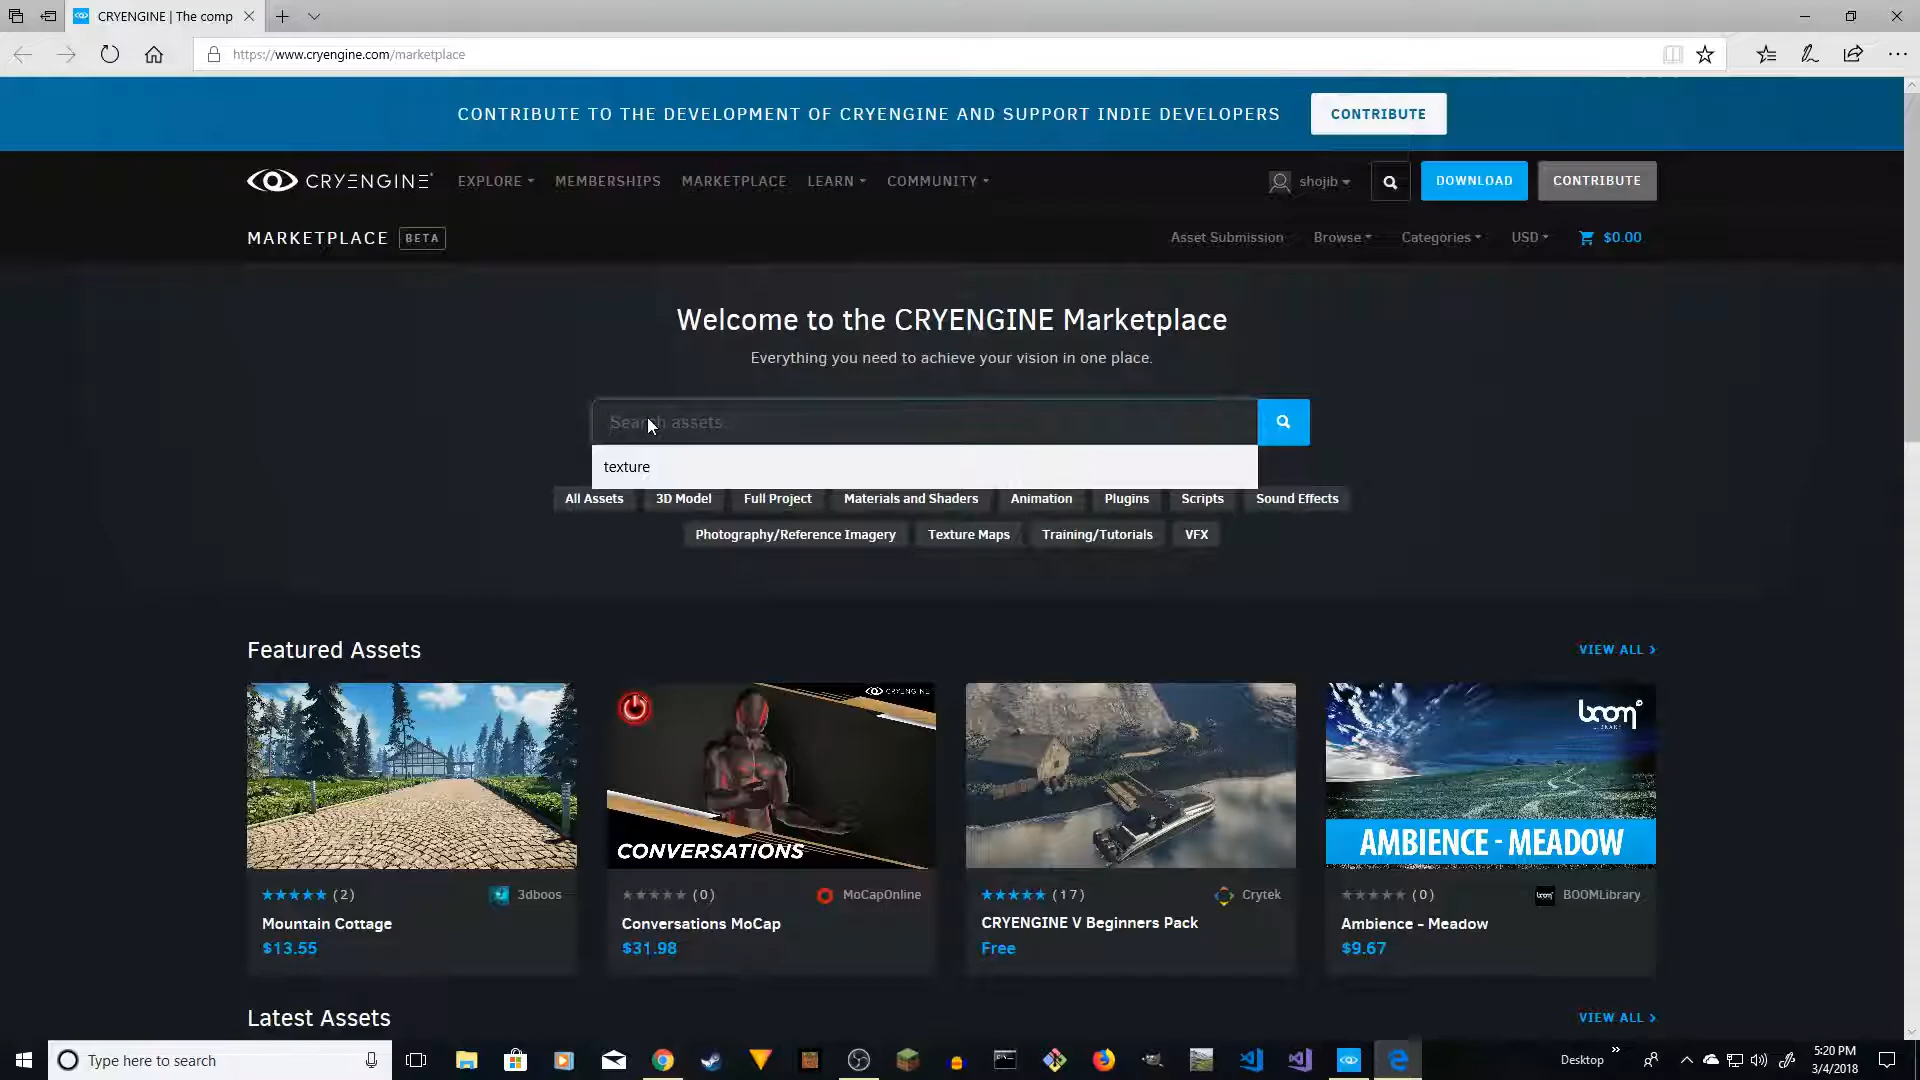 CRYENGINE | The comp
https://www.cryengine.com/marketplace
CONTRIBUTE TO THE DEVELOPMENT OF CRYENGINE AND SUPPORT INDIE DEVELOPERS
CONTRIBUTE
CRYENGINE
EXPLORE
MEMBERSHIPS
MARKETPLACE
LEARN
COMMUNITY
shojib
DOWNLOAD
CONTRIBUTE
MARKETPLACE BETA
Asset Submission
Browse
Categories
USD
$0.00
Welcome to the CRYENGINE Marketplace
Everything you need to achieve your vision in one place.
Search assets..
texture
All Assets
3D Model
Full Project
Materials and Shaders
Animation
Plugins
Scripts
Sound Effects
Photography/Reference Imagery
Texture Maps
Training/Tutorials
VFX
Featured Assets
VIEW ALL
CRYENGINE
CONVERSATIONS
boom
LIBRARY
AMBIENCE - MEADOW
(2)
3dboos
Mountain Cottage
$13.55
(0)
MoCapOnline
Conversations MoCap
$31.98
(17)
Crytek
CRYENGINE V Beginners Pack
Free
(0)
boom
BOOMLibrary
Ambience - Meadow
$9.67
Latest Assets
VIEW ALL
Type here to search
Desktop
5:20 PM
3/4/2018